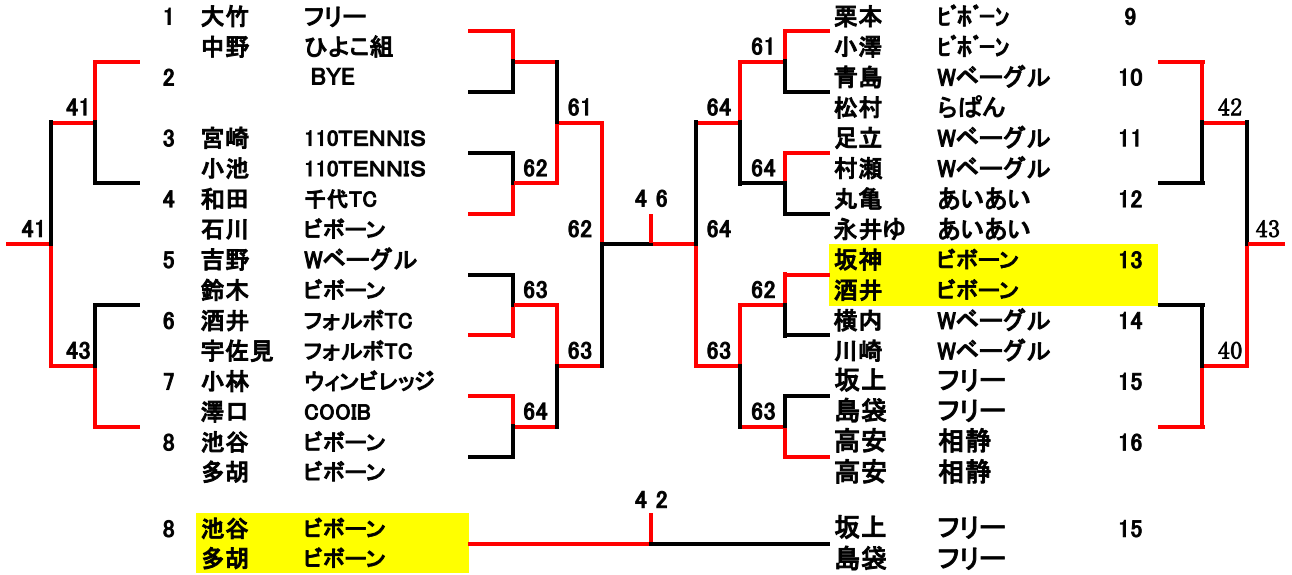 1 大竹 フリー 栗本 ビボーン 9
中野 ひよこ組 61 小澤 ビボーン
2 BYE 青島 Wベーグル 10
41 61 64 松村 らぱん 42
3 宮崎 110TENNIS 足立 Wベーグル 11
小池 110TENNIS 62 64 村瀬 Wベーグル
4 和田 千代TC 4 6 丸亀 あいあい 12
41 石川 ビボーン 62 64 永井ゆ あいあい 43
5 吉野 Wベーグル 坂神 ビボーン 13
鈴木 ビボーン 63 62 酒井 ビボーン
6 酒井 フォルボTC 横内 Wベーグル 14
43 宇佐見 フォルボTC 63 63 川崎 Wベーグル 40
7 小林 ウィンビレッジ 坂上 フリー 15
澤口 COOIB 64 63 島袋 フリー
8 池谷 ビボーン 高安 相静 16
多胡 ビボーン 高安 相静
4 2
8 池谷 ビボーン 坂上 フリー 15
多胡 ビボーン 島袋 フリー